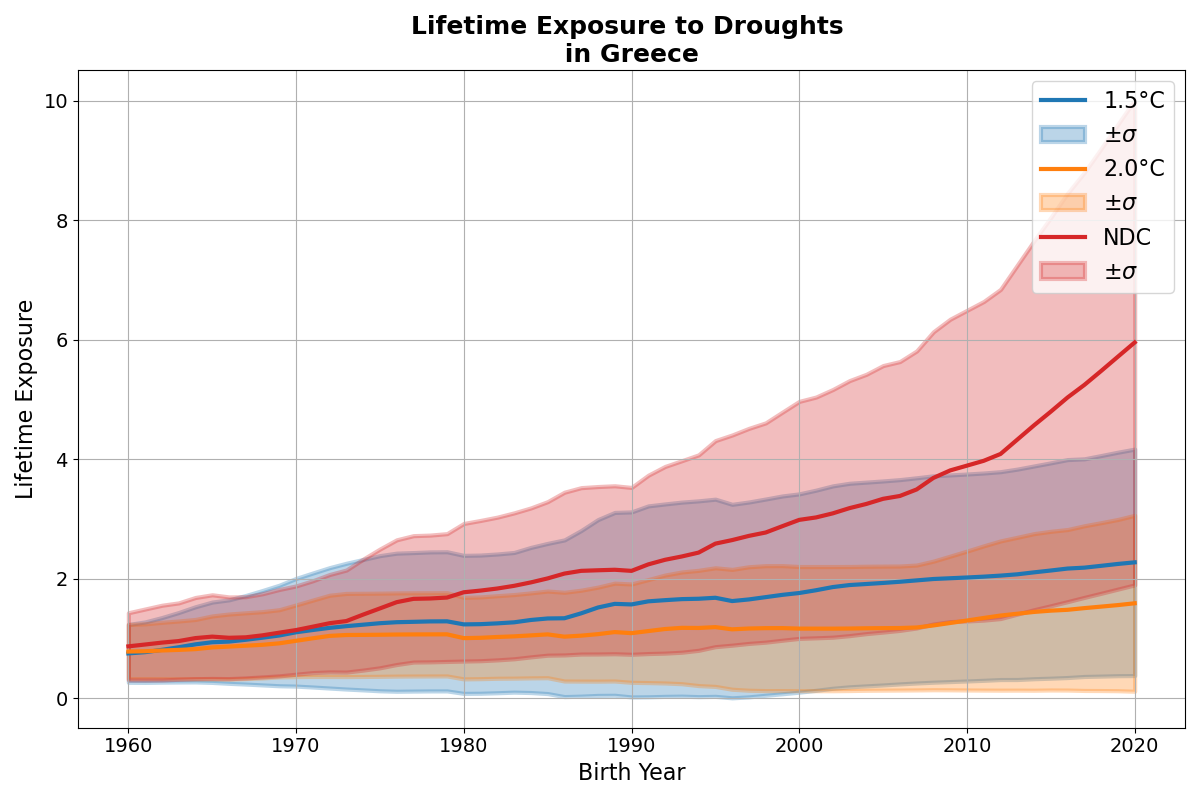 Lifetime Exposure to Droughts
in Greece
Lifetime Exposure
10
8
6
4
2
0
1.5°C
±σ
2.0°C
±σ
NDC
±σ
1960
1970
1980
1990
2000
2010
2020
Birth Year